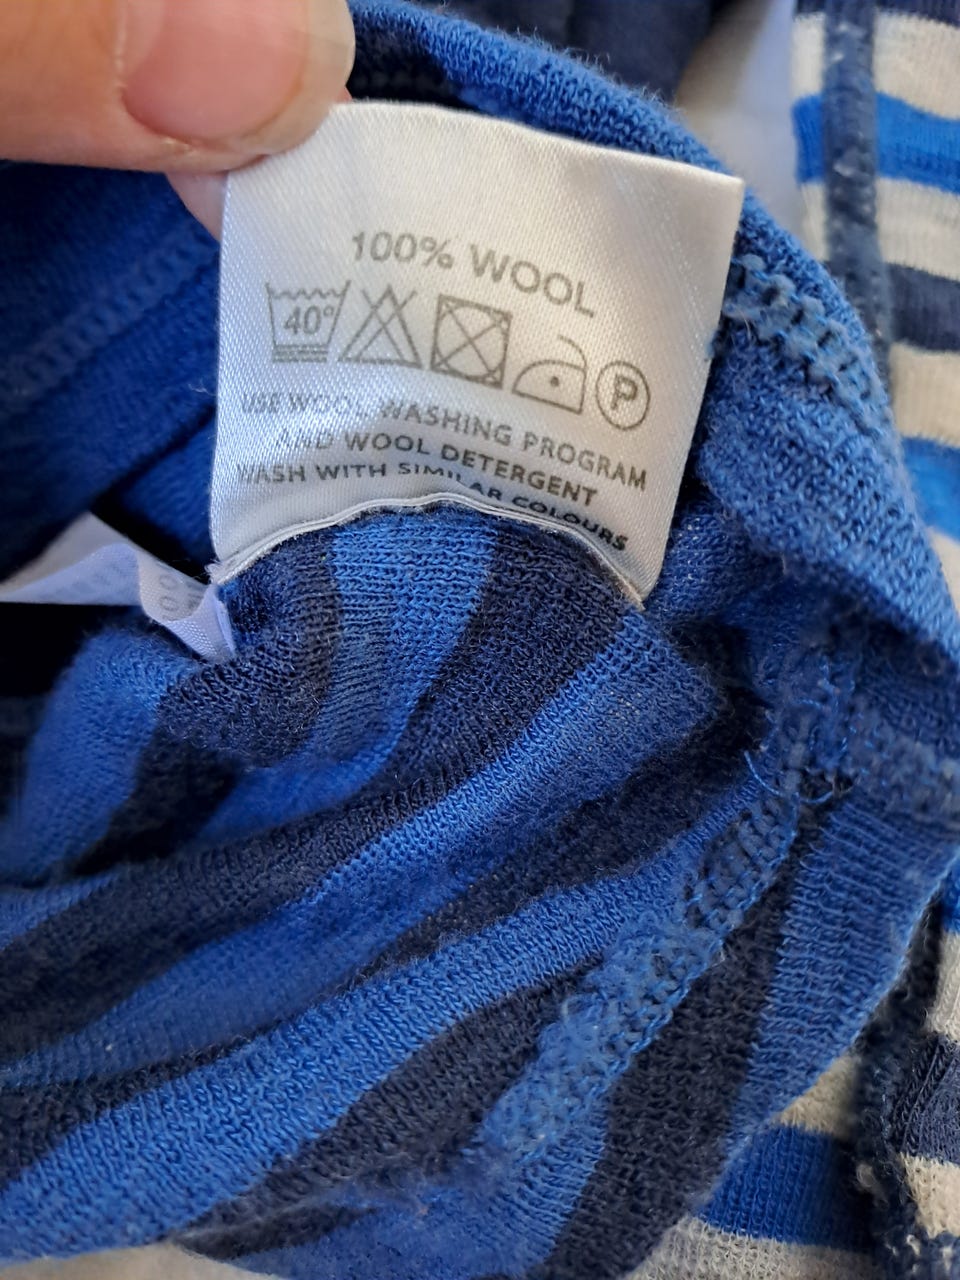 100% WOOL
40° P
USE WOOL WASHING PROGRAM
AND WOOL DETERGENT
WASH WITH SIMILAR COLOURS